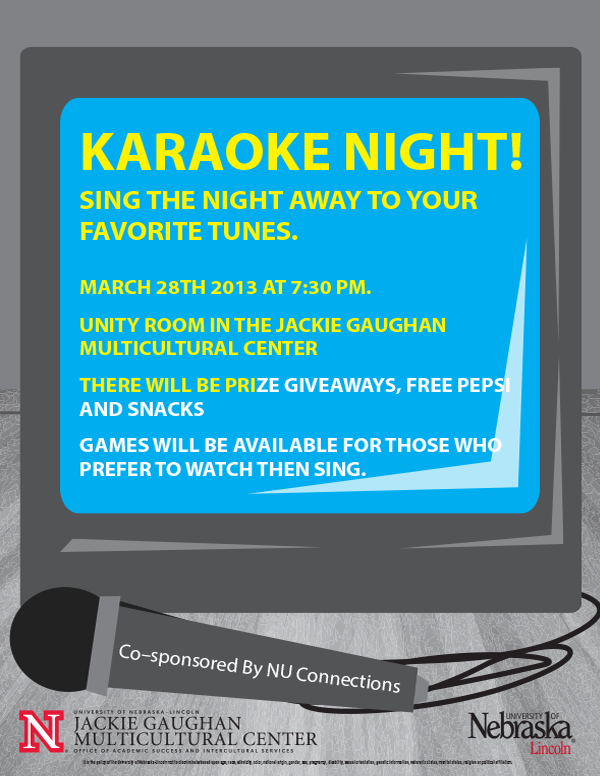 KARAOKE NIGHT!
SING THE NIGHT AWAY TO YOUR
FAVORITE TUNES.
MARCH 28TH 2013 AT 7:30 PM.
UNITY ROOM IN THE JACKIE GAUGHAN
MULTICULTURAL CENTER
THERE WILL BE PRIZE GIVEAWAYS, FREE PEPSI
AND SNACKS
GAMES WILL BE AVAILABLE FOR THOSE WHO
PREFER TO WATCH THEN SING.
Co–sponsored By NU Connections
N
UNIVERSITY OF NEBRASKA–LINCOLN
JACKIE GAUGHAN
MULTICULTURAL CENTER
OFFICE OF ACADEMIC SUCCESS AND INTERCULTURAL SERVICES
UNIVERSITY OF
Nebraska
Lincoln